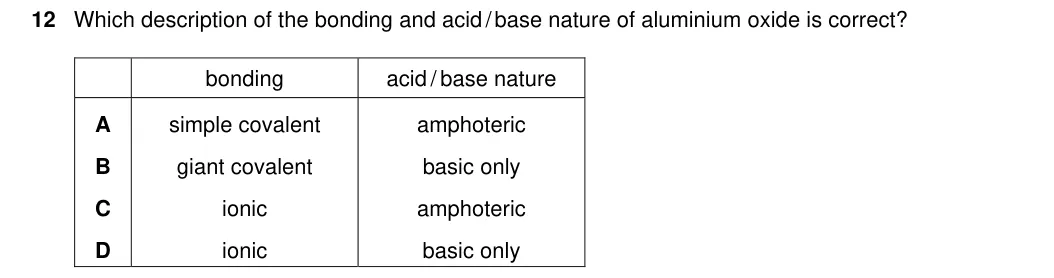 12 Which description of the bonding and acid / base nature of aluminium oxide is correct?
bonding acid / base nature
A simple covalent amphoteric
B giant covalent basic only
C ionic amphoteric
D ionic basic only